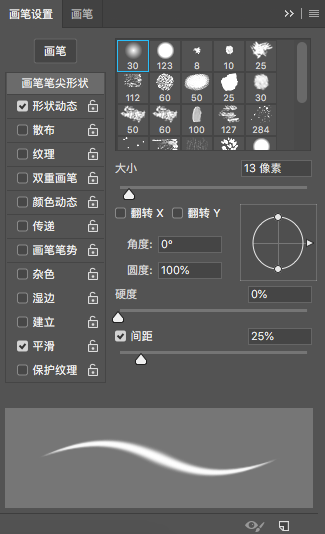 画笔设置 画笔
画笔
30 123 8 10 25
画笔笔尖形状
112 60 50 25 30
形状动态
散布
50 60 100 127 284
纹理
大小 13 像素
双重画笔
颜色动态
翻转 X 翻转 Y
传递
角度: 0°
画笔笔势
圆度: 100%
杂色
湿边
硬度 0%
建立
平滑
间距 25%
保护纹理